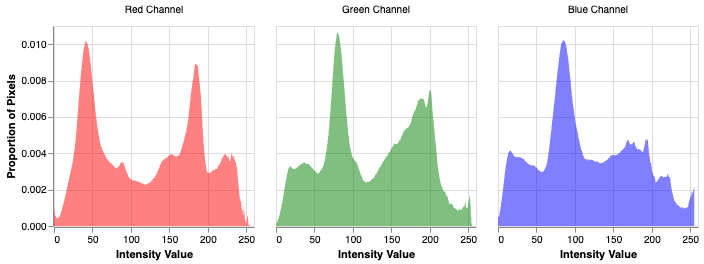 Red Channel
Green Channel
Blue Channel
Proportion of Pixels
0.010
0.008
0.006
0.004
0.002
0.000
0 50 100 150 200 250
0 50 100 150 200 250
0 50 100 150 200 250
Intensity Value
Intensity Value
Intensity Value